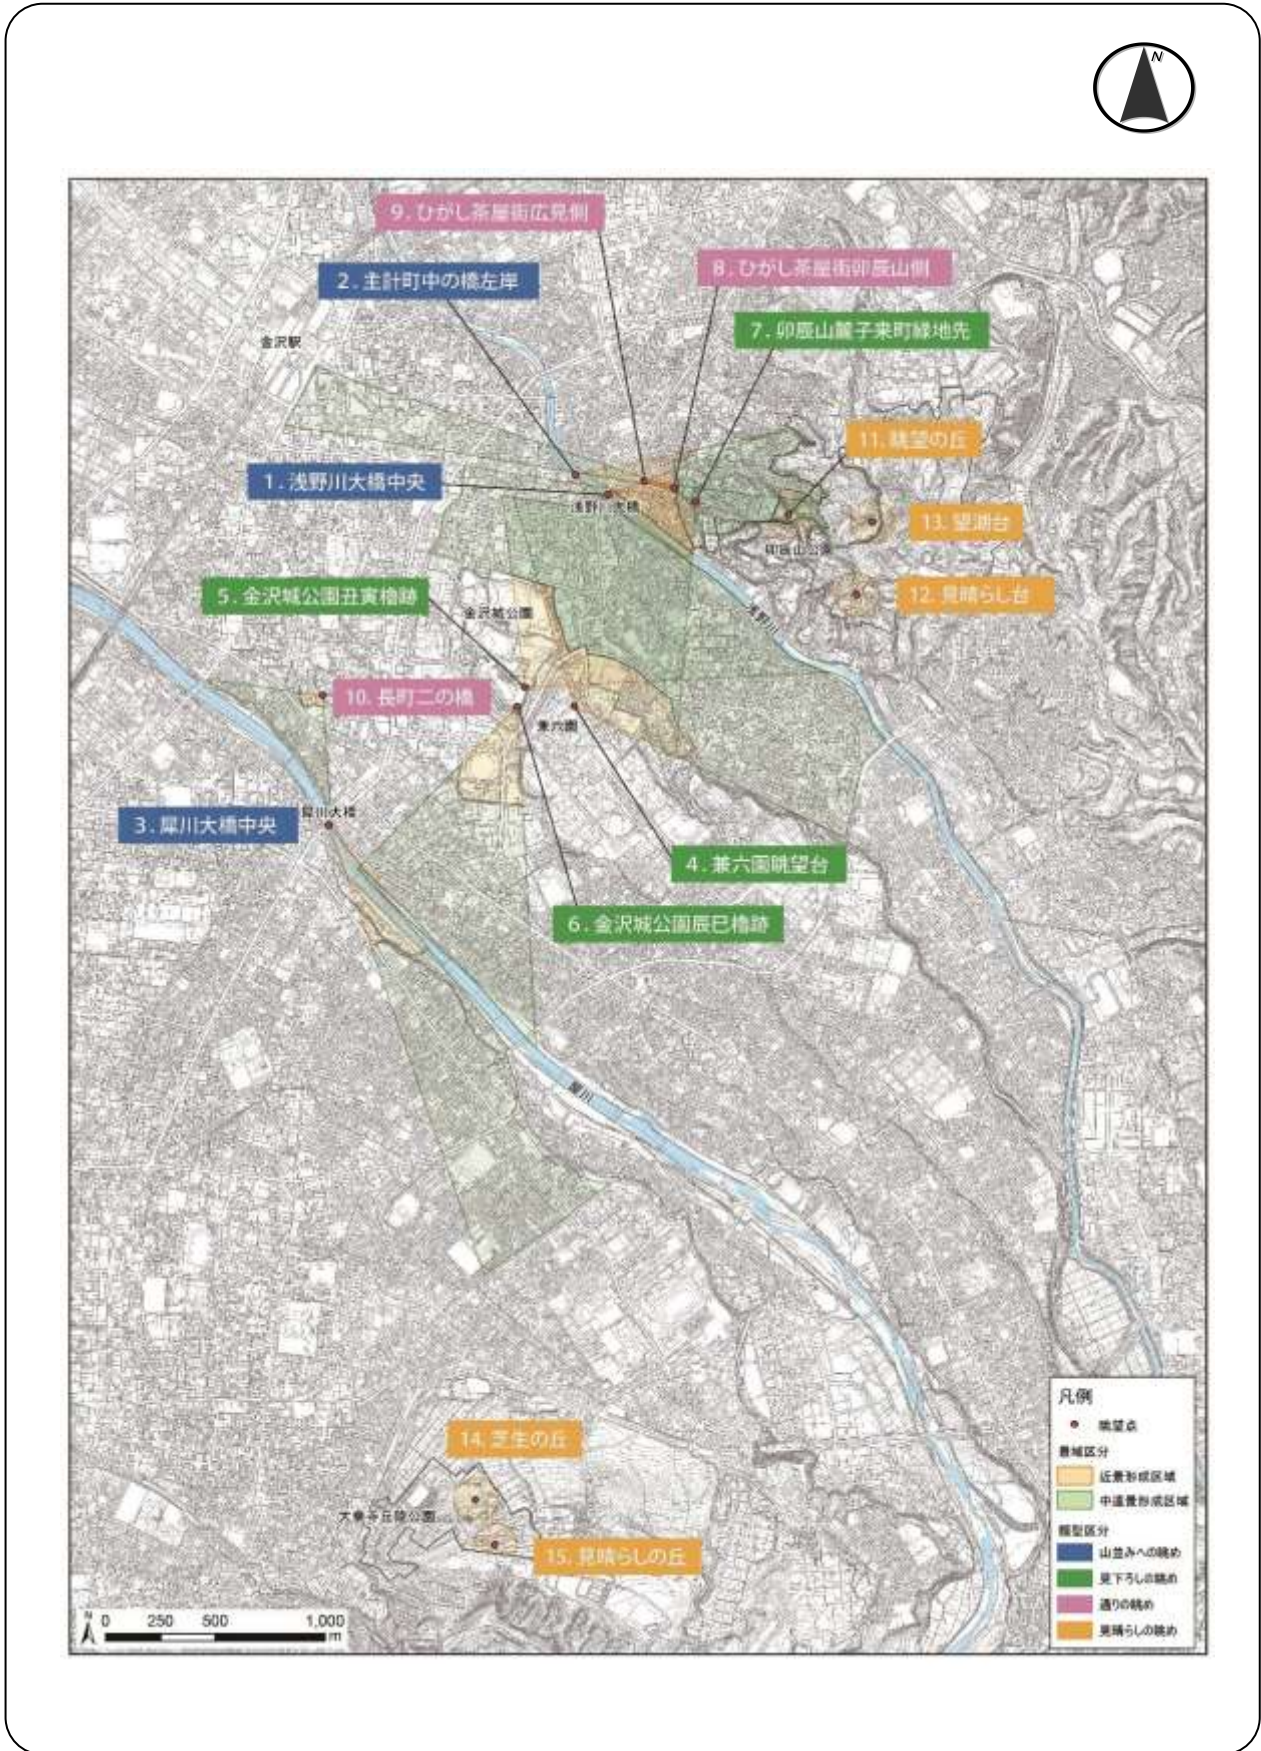 N
9. ひがし茶屋街広見側
8. ひがし茶屋街卯辰山側
2. 主計町中の橋左岸
7. 卯辰山麓子来町緑地先
金沢駅
11. 眺望の丘
1. 浅野川大橋中央
浅野川大橋
13. 望湖台
卯辰山公園
12. 見晴らし台
5. 金沢城公園丑寅櫓跡
金沢城公園
浅野川
10. 長町二の橋
兼六園
犀川大橋
3. 犀川大橋中央
4. 兼六園眺望台
6. 金沢城公園辰巳櫓跡
犀川
凡例
眺望点
景域区分
近景形成区域
中遠景形成区域
類型区分
山並みへの眺め
見下ろしの眺め
通りの眺め
見晴らしの眺め
14. 芝生の丘
大乗寺丘陵公園
15. 見晴らしの丘
N 0 250 500 1,000
m